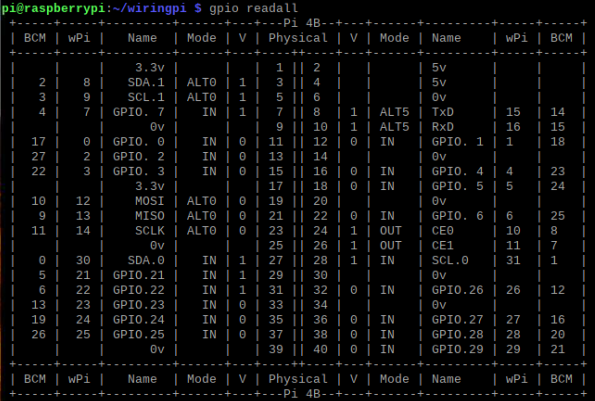 pi@raspberrypi:~/wiringpi $ gpio readall
 +-----+-----+---------+------+---+---Pi 4B--+---+------+---------+-----+-----+
 | BCM | wPi |   Name  | Mode | V | Physical | V | Mode | Name    | wPi | BCM |
 +-----+-----+---------+------+---+----++----+---+------+---------+-----+-----+
 |     |     |    3.3v |      |   |  1 || 2  |   |      | 5v      |     |     |
 |   2 |   8 |   SDA.1 | ALT0 | 1 |  3 || 4  |   |      | 5v      |     |     |
 |   3 |   9 |   SCL.1 | ALT0 | 1 |  5 || 6  |   |      | 0v      |     |     |
 |   4 |   7 | GPIO. 7 |   IN | 1 |  7 || 8  | 1 | ALT5 | TxD     | 15  | 14  |
 |     |     |      0v |      |   |  9 || 10 | 1 | ALT5 | RxD     | 16  | 15  |
 |  17 |   0 | GPIO. 0 |   IN | 0 | 11 || 12 | 0 | IN   | GPIO. 1 | 1   | 18  |
 |  27 |   2 | GPIO. 2 |   IN | 0 | 13 || 14 |   |      | 0v      |     |     |
 |  22 |   3 | GPIO. 3 |   IN | 0 | 15 || 16 | 0 | IN   | GPIO. 4 | 4   | 23  |
 |     |     |    3.3v |      |   | 17 || 18 | 0 | IN   | GPIO. 5 | 5   | 24  |
 |  10 |  12 |    MOSI | ALT0 | 0 | 19 || 20 |   |      | 0v      |     |     |
 |   9 |  13 |    MISO | ALT0 | 0 | 21 || 22 | 0 | IN   | GPIO. 6 | 6   | 25  |
 |  11 |  14 |    SCLK | ALT0 | 0 | 23 || 24 | 1 | OUT  | CE0     | 10  | 8   |
 |     |     |      0v |      |   | 25 || 26 | 1 | OUT  | CE1     | 11  | 7   |
 |   0 |  30 |   SDA.0 |   IN | 1 | 27 || 28 | 1 | IN   | SCL.0   | 31  | 1   |
 |   5 |  21 | GPIO.21 |   IN | 1 | 29 || 30 |   |      | 0v      |     |     |
 |   6 |  22 | GPIO.22 |   IN | 1 | 31 || 32 | 0 | IN   | GPIO.26 | 26  | 12  |
 |  13 |  23 | GPIO.23 |   IN | 0 | 33 || 34 |   |      | 0v      |     |     |
 |  19 |  24 | GPIO.24 |   IN | 0 | 35 || 36 | 0 | IN   | GPIO.27 | 27  | 16  |
 |  26 |  25 | GPIO.25 |   IN | 0 | 37 || 38 | 0 | IN   | GPIO.28 | 28  | 20  |
 |     |     |      0v |      |   | 39 || 40 | 0 | IN   | GPIO.29 | 29  | 21  |
 +-----+-----+---------+------+---+----++----+---+------+---------+-----+-----+
 | BCM | wPi |   Name  | Mode | V | Physical | V | Mode | Name    | wPi | BCM |
 +-----+-----+---------+------+---+---Pi 4B--+---+------+---------+-----+-----+